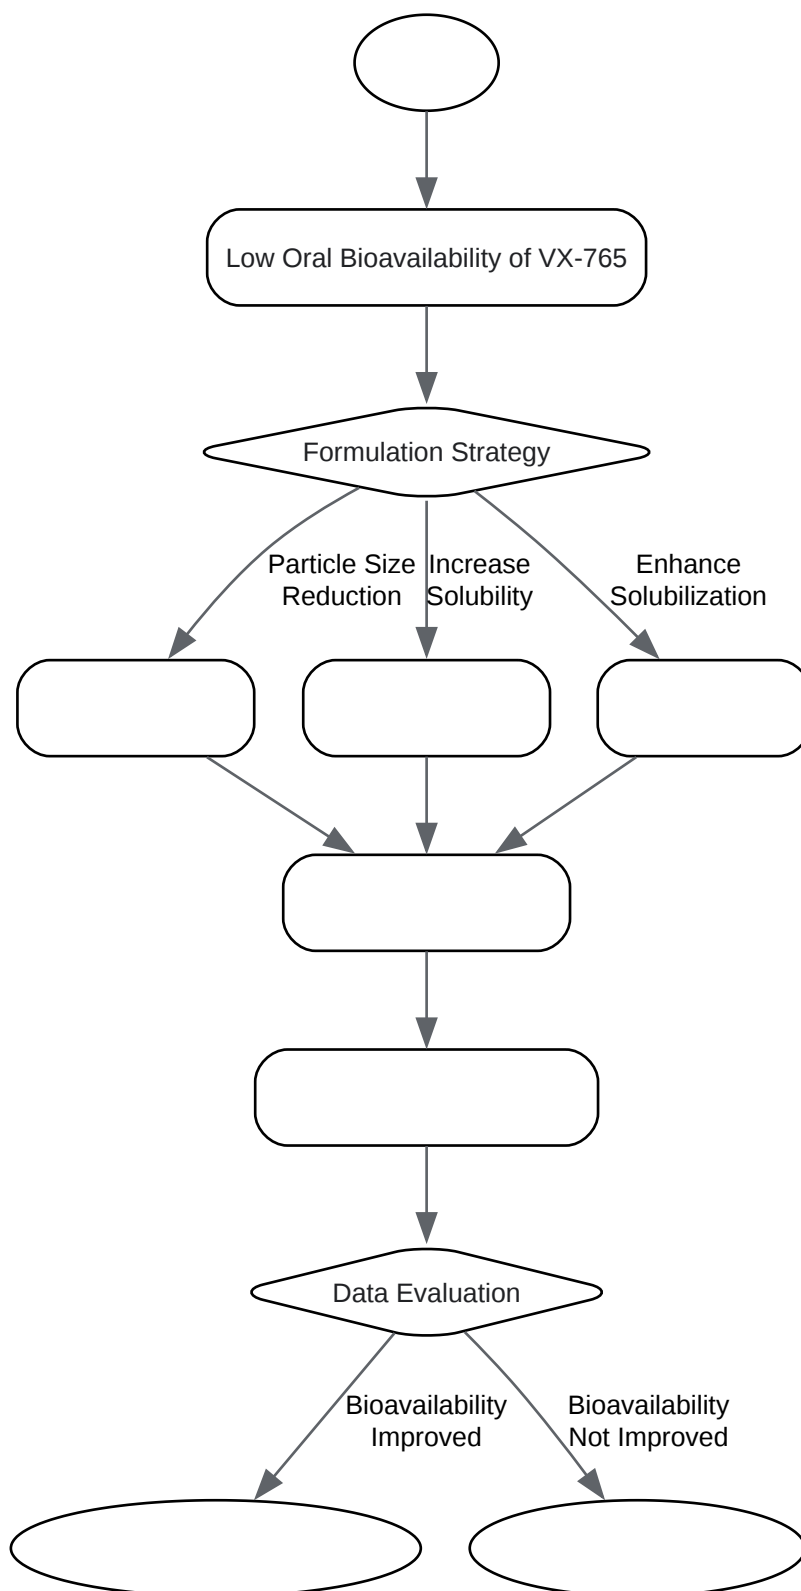 Low Oral Bioavailability of VX-765
Formulation Strategy
Particle Size
Reduction
Increase
Solubility
Enhance
Solubilization
Data Evaluation
Bioavailability
Improved
Bioavailability
Not Improved